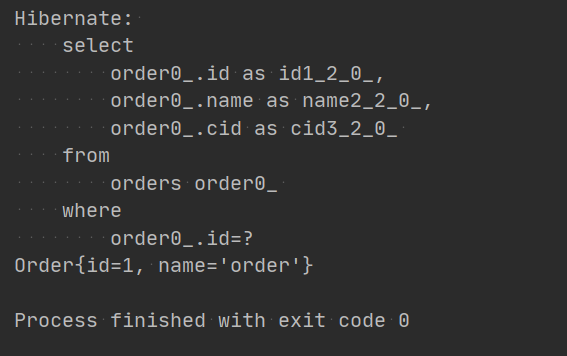 Hibernate:
    select
        order0_.id as id1_2_0_,
        order0_.name as name2_2_0_,
        order0_.cid as cid3_2_0_
    from
        orders order0_
    where
        order0_.id=?
Order{id=1, name='order'}

Process finished with exit code 0